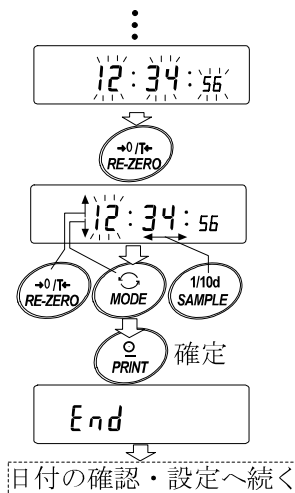 12:34:56
→0/T←
RE-ZERO
12:34:56
→0/T←
RE-ZERO
MODE
1/10d
SAMPLE
PRINT
確定
End
日付の確認・設定へ続く